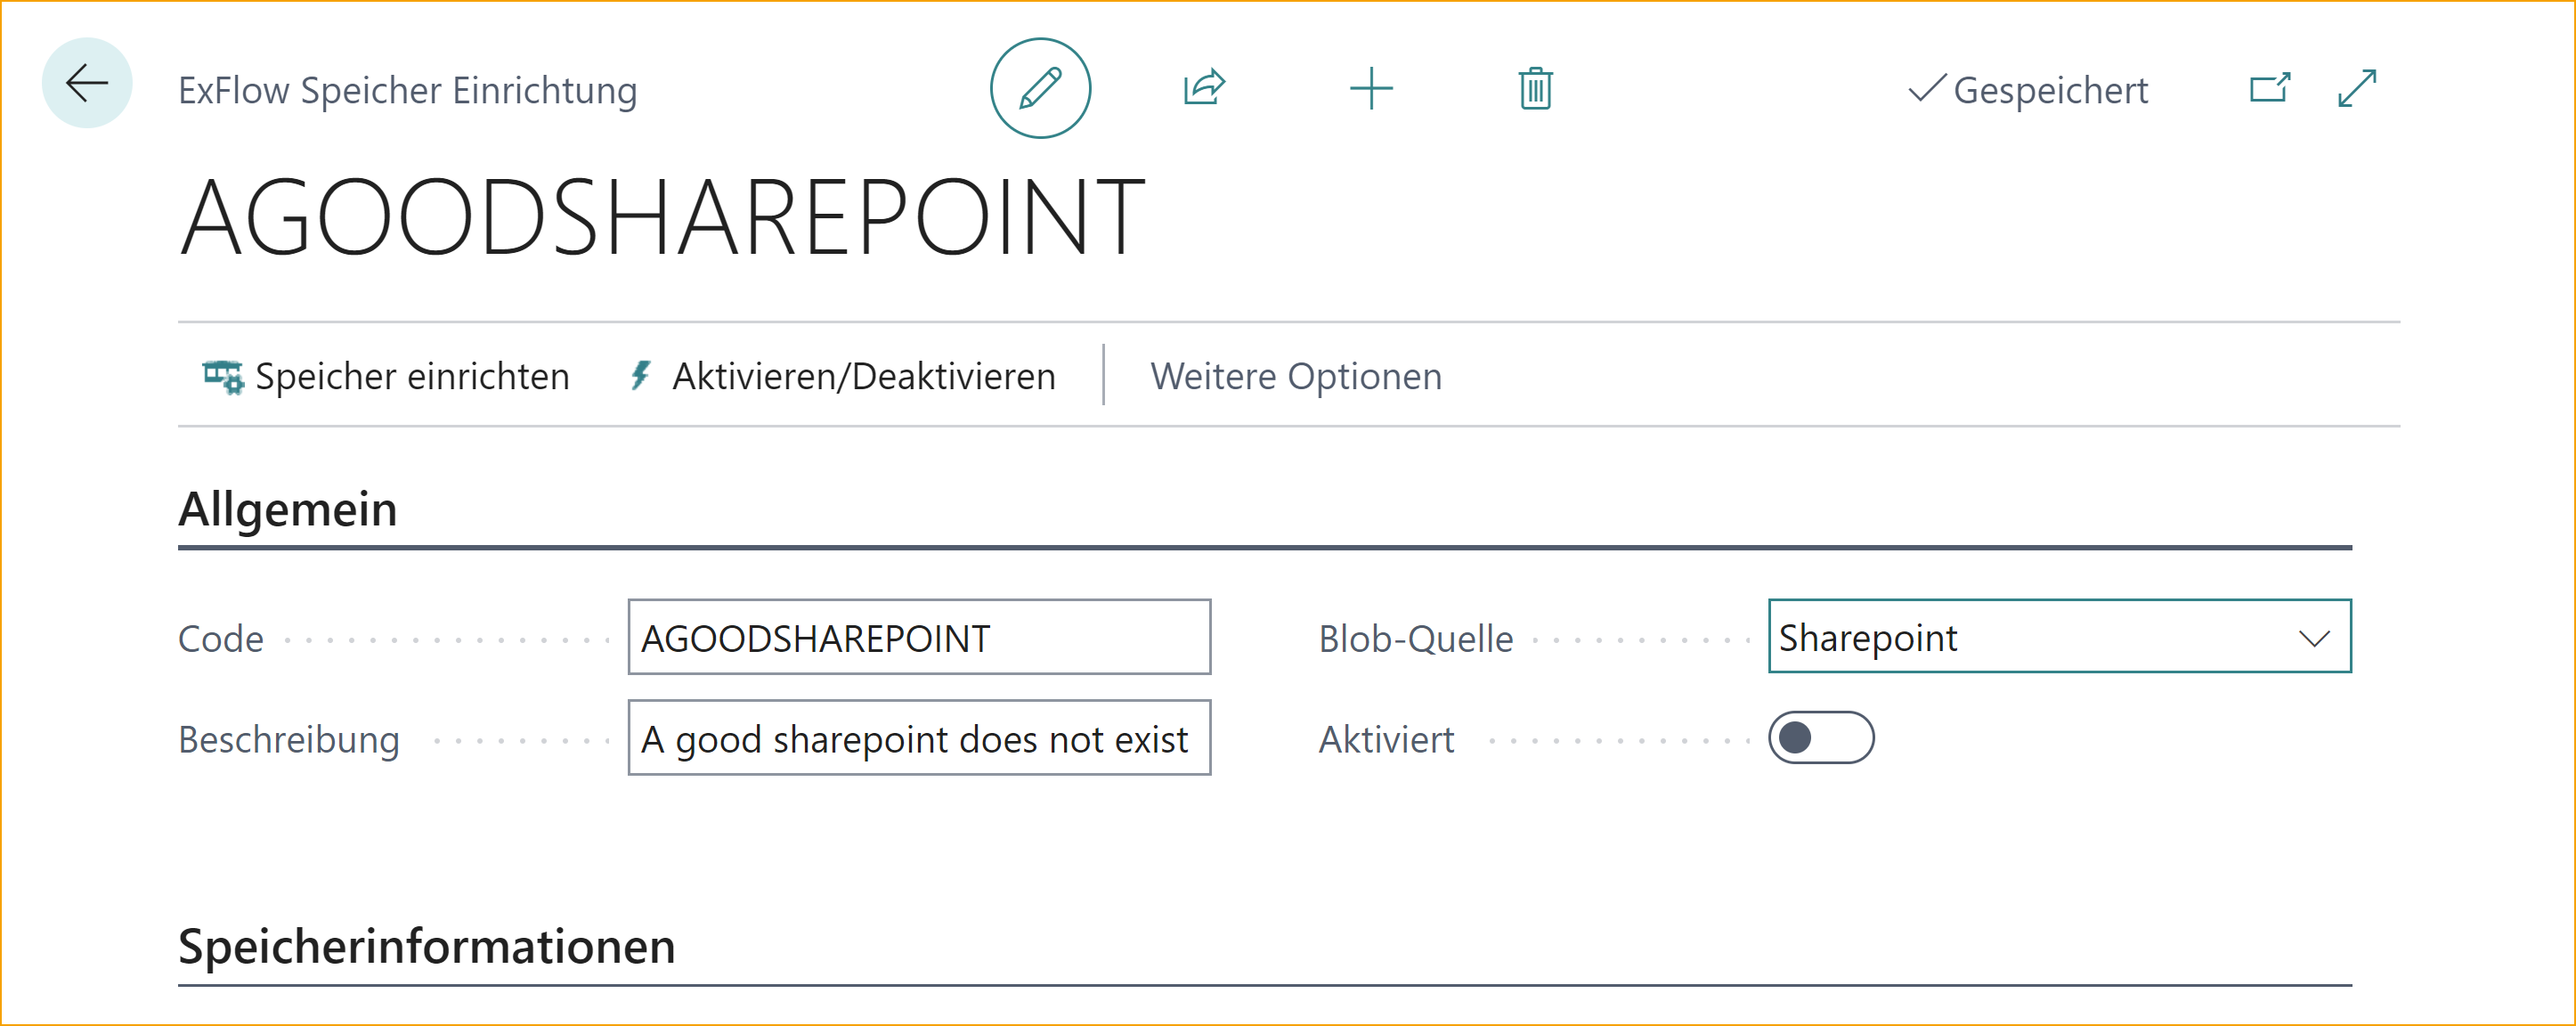 ExFlow Speicher Einrichtung
Gespeichert
AGOODSHAREPOINT
Speicher einrichten Aktivieren/Deaktivieren Weitere Optionen
Allgemein
Code AGOODSHAREPOINT Blob-Quelle Sharepoint
Beschreibung A good sharepoint does not exist Aktiviert
Speicherinformationen